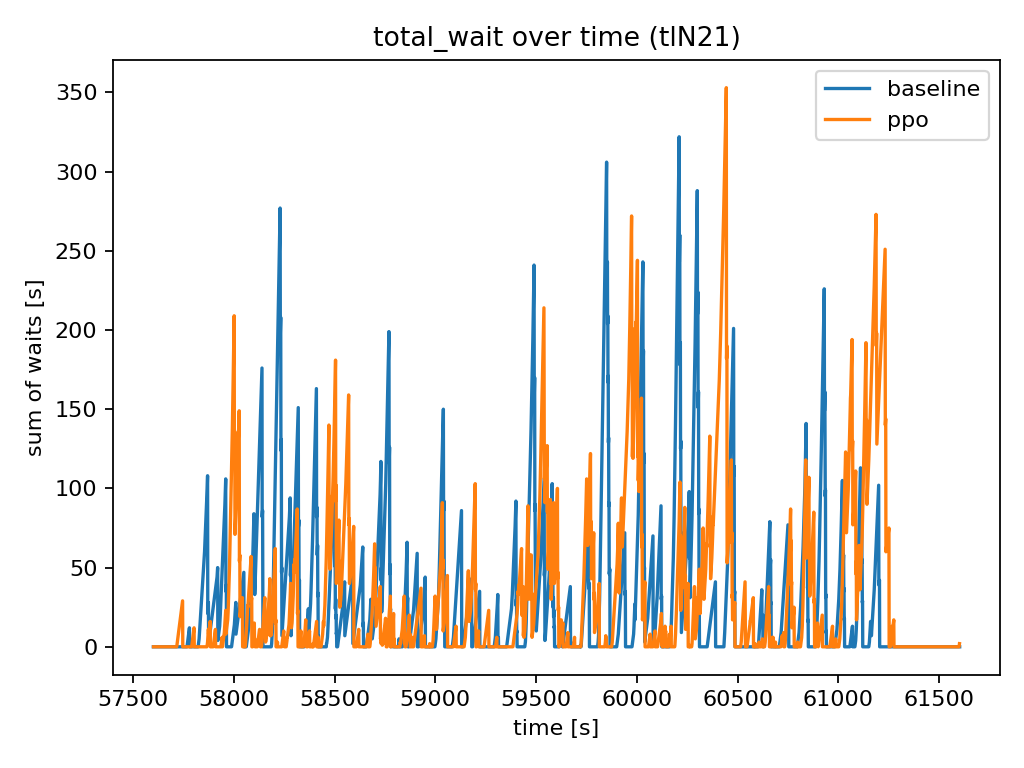 total_wait over time (tlN21)
baseline
ppo
sum of waits [s]
350
300
250
200
150
100
50
0
57500 58000 58500 59000 59500 60000 60500 61000 61500
time [s]